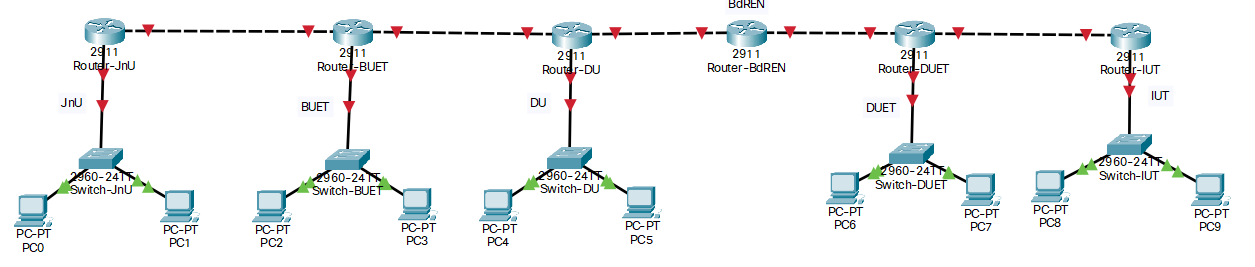 BdREN
2911
Router-JnU
2911
Router-BUET
2911
Router-DU
2911
Router-BdREN
2911
Router-DUET
2911
Router-IUT
JnU
BUET
DU
DUET
IUT
2960-24TT
Switch-JnU
2960-24TT
Switch-BUET
2960-24TT
Switch-DU
2960-24TT
Switch-DUET
2960-24TT
Switch-IUT
PC-PT
PC0
PC-PT
PC1
PC-PT
PC2
PC-PT
PC3
PC-PT
PC4
PC-PT
PC5
PC-PT
PC6
PC-PT
PC7
PC-PT
PC8
PC-PT
PC9